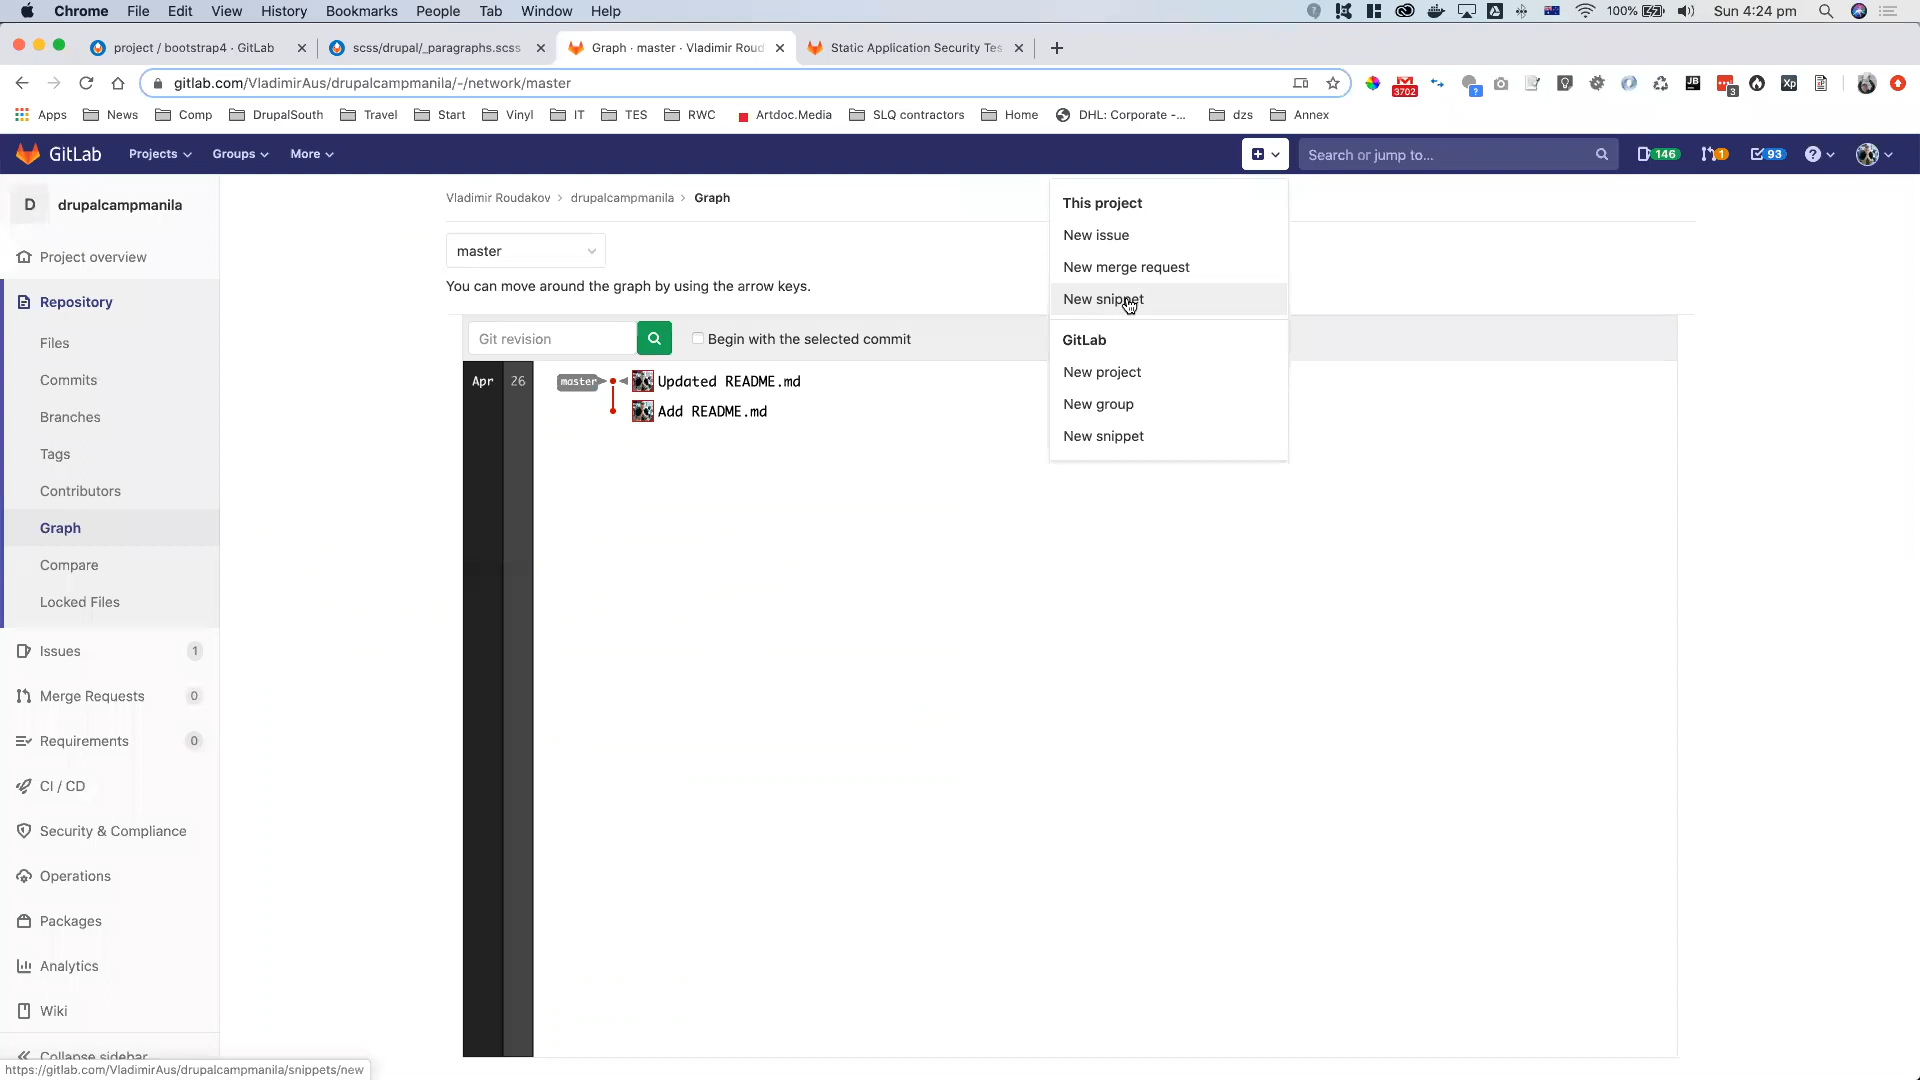 Chrome File Edit View History Bookmarks People Tab Window Help 100% Sun 4:24 pm
project / bootstrap4 · GitLab scss/drupal/_paragraphs.scss Graph · master · Vladimir Roud Static Application Security Tes
gitlab.com/VladimirAus/drupalcampmanila/-/network/master 3702 ? JB 3 Xp
Apps News Comp DrupalSouth Travel Start Vinyl IT TES RWC Artdoc.Media SLQ contractors Home DHL: Corporate -... dzs Annex
GitLab Projects Groups More Search or jump to... 146 1 93
D drupalcampmanila
Project overview
Repository
Files
Commits
Branches
Tags
Contributors
Graph
Compare
Locked Files
Issues 1
Merge Requests 0
Requirements 0
CI / CD
Security & Compliance
Operations
Packages
Analytics
Wiki
Collapse sidebar
https://gitlab.com/VladimirAus/drupalcampmanila/snippets/new
Vladimir Roudakov > drupalcampmanila > Graph
master
You can move around the graph by using the arrow keys.
Git revision Begin with the selected commit
Apr 26 master Updated README.md
Add README.md
This project
New issue
New merge request
New snippet
GitLab
New project
New group
New snippet